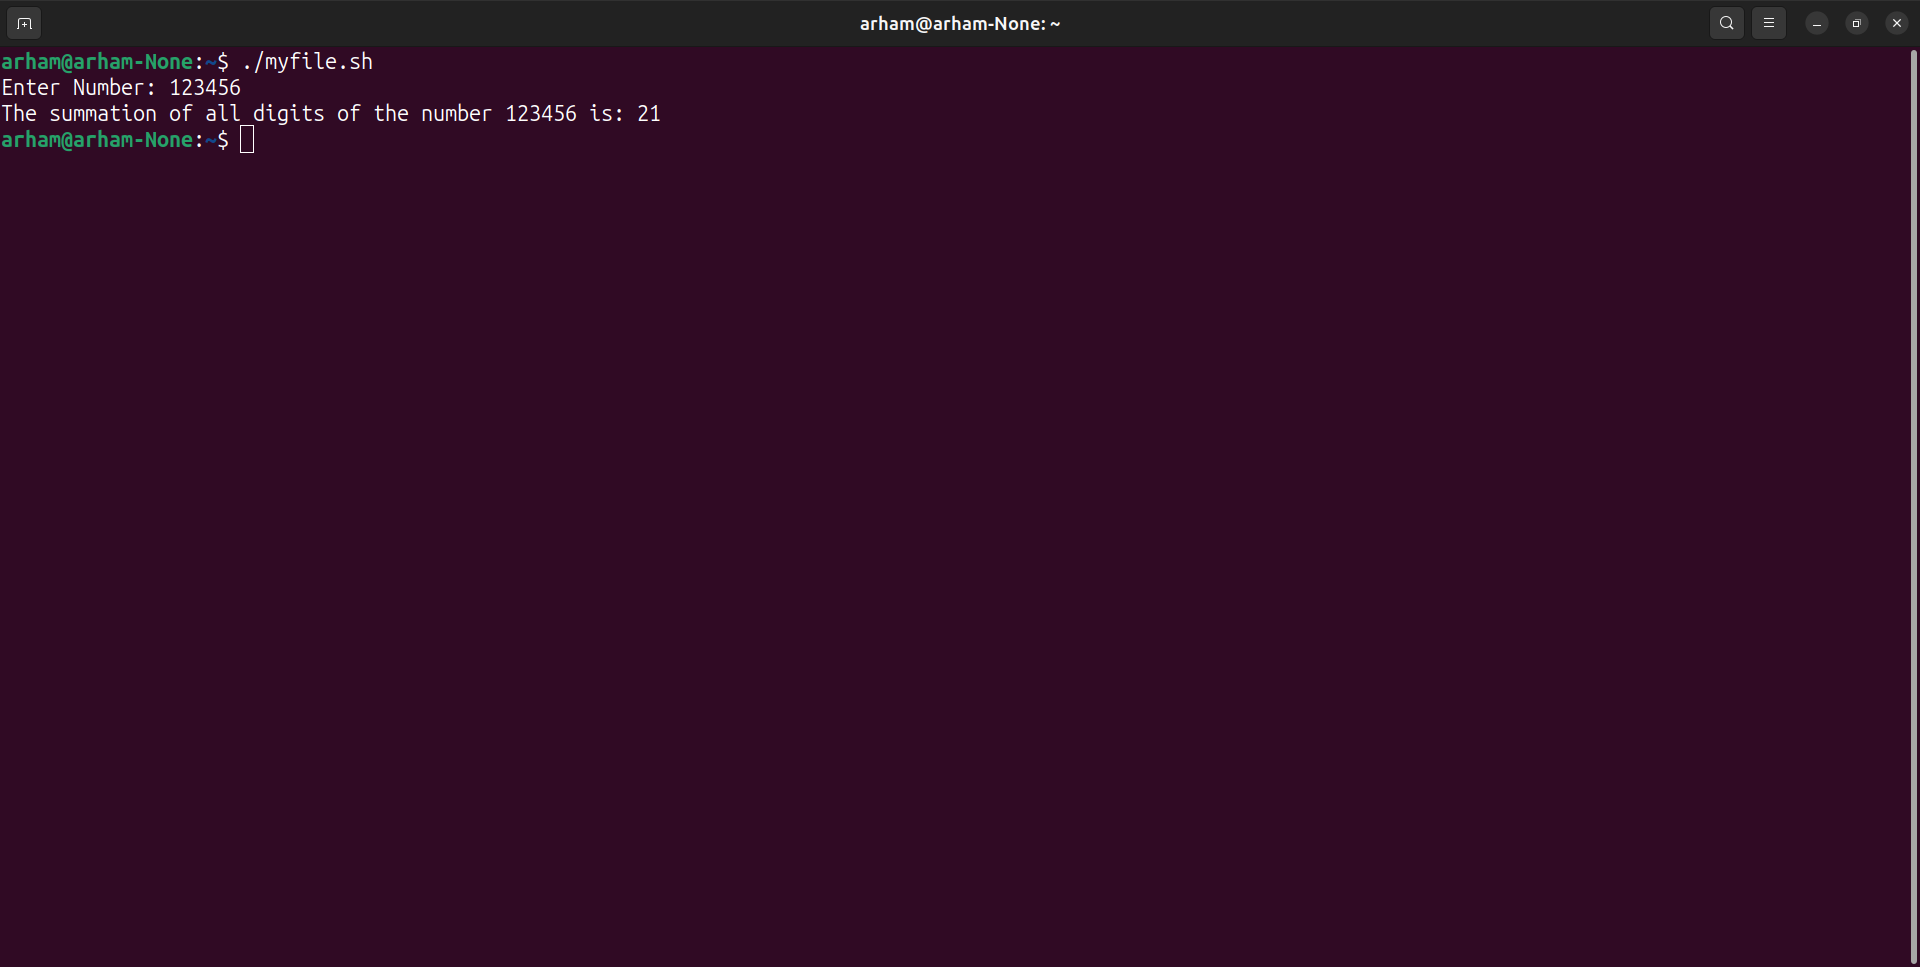 arham@arham-None: ~
arham@arham-None:~$ ./myfile.sh
Enter Number: 123456
The summation of all digits of the number 123456 is: 21
arham@arham-None:~$